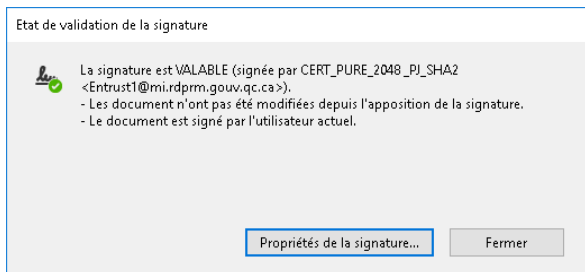 Etat de validation de la signature
La signature est VALABLE (signée par CERT_PURE_2048 _PJ_SHA2
<Entrust1@mi.rdprm.gouv.qc.ca>).
- Les document n'ont pas été modifiées depuis l'apposition de la signature.
- Le document est signé par l'utilisateur actuel.
Propriétés de la signature...
Fermer